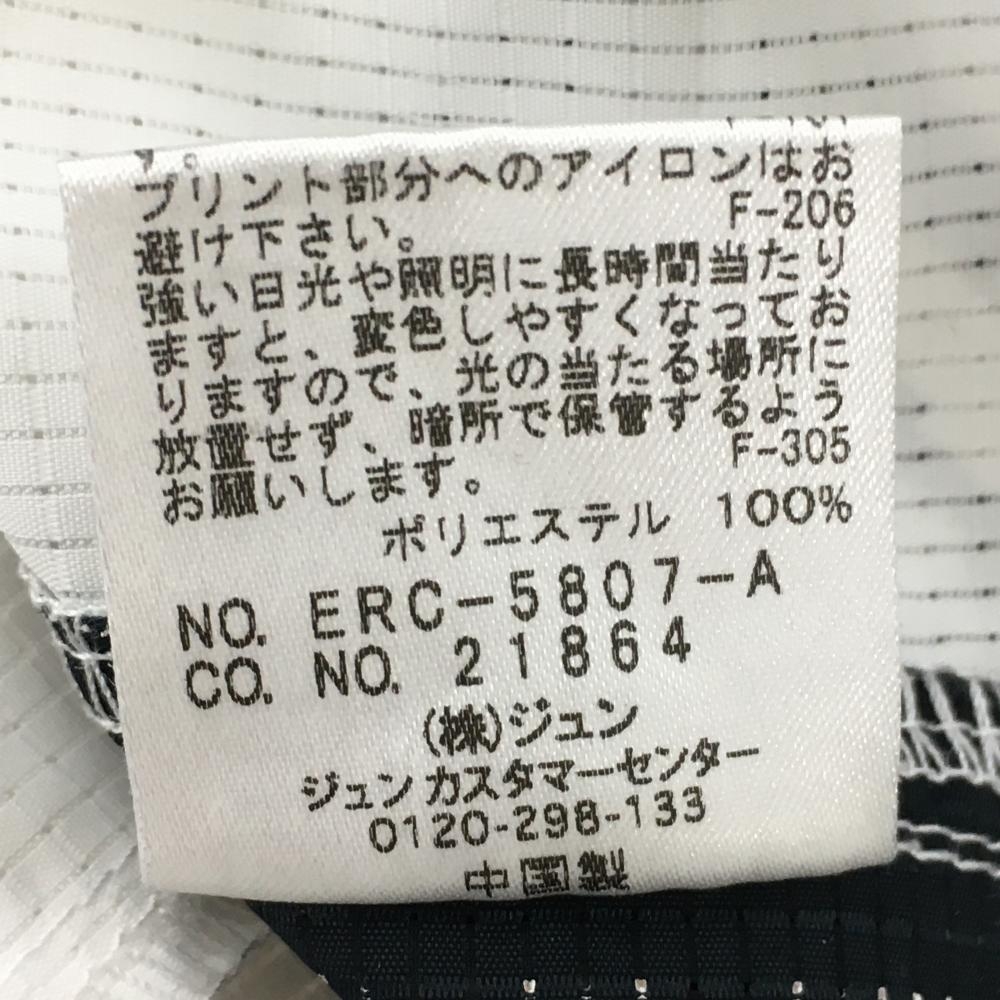 す。
プリント部分へのアイロンはお
避け下さい。 F-206
強い日光や照明に長時間当たり
ますと、変色しやすくなってお
りますので、光の当たる場所に
放置せず、暗所で保管するよう
お願いします。 F-305
ポリエステル 100%
NO. ERC-5807-A
CO. NO. 21864
(株)ジュン
ジュンカスタマーセンター
0120-298-133
中国製